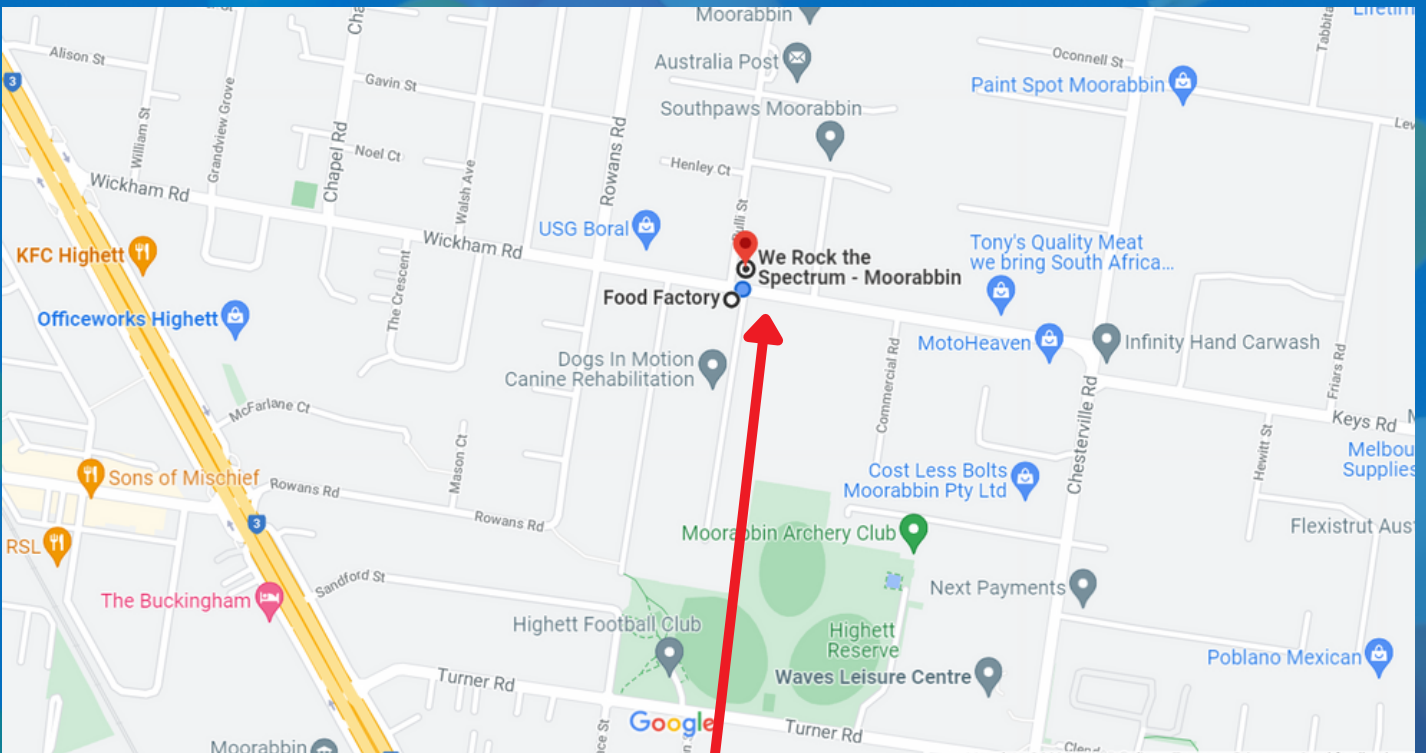 Moorabbin
Alison St
Gavin St
Australia Post
Oconnell St
Paint Spot Moorabbin
Southpaws Moorabbin
3
William St
Grandview Grove
Chapel Rd
Noel Ct
Walsh Ave
Rowans Rd
Henley Ct
Wickham Rd
USG Boral
Wickham Rd
KFC Highett
The Crescent
We Rock the
Spectrum - Moorabbin
Tony's Quality Meat
we bring South Africa...
Food Factory
Officeworks Highett
Dogs In Motion
Canine Rehabilitation
Commercial Rd
MotoHeaven
Infinity Hand Carwash
Friars Rd
Chesterville Rd
McFarlane Ct
Keys Rd
Mason Ct
Hewitt St
Sons of Mischief
Rowans Rd
Cost Less Bolts
Moorabbin Pty Ltd
Supplies
3
Rowans Rd
Moorabbin Archery Club
RSL
Sandford St
Next Payments
The Buckingham
Highett Football Club
Highett
Reserve
Poblano Mexican
Waves Leisure Centre
Turner Rd
Google
Turner Rd
Moorabbin